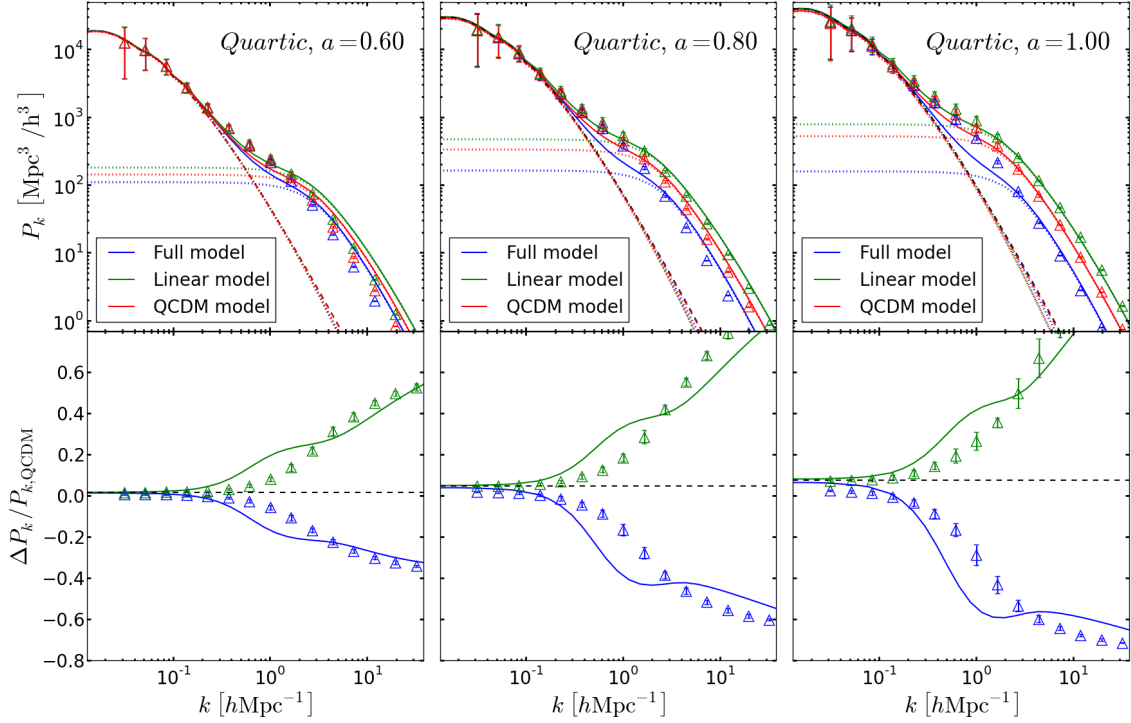 Quartic, a=0.60
Quartic, a=0.80
Quartic, a=1.00
P_k [Mpc^3/h^3]
10^4
10^3
10^2
10^1
10^0
Full model
Linear model
QCDM model
Full model
Linear model
QCDM model
Full model
Linear model
QCDM model
ΔP_k/P_{k,QCDM}
0.6
0.4
0.2
0.0
−0.2
−0.4
−0.6
−0.8
10^{-1} 10^0 10^1
10^{-1} 10^0 10^1
10^{-1} 10^0 10^1
k [hMpc^{-1}]
k [hMpc^{-1}]
k [hMpc^{-1}]